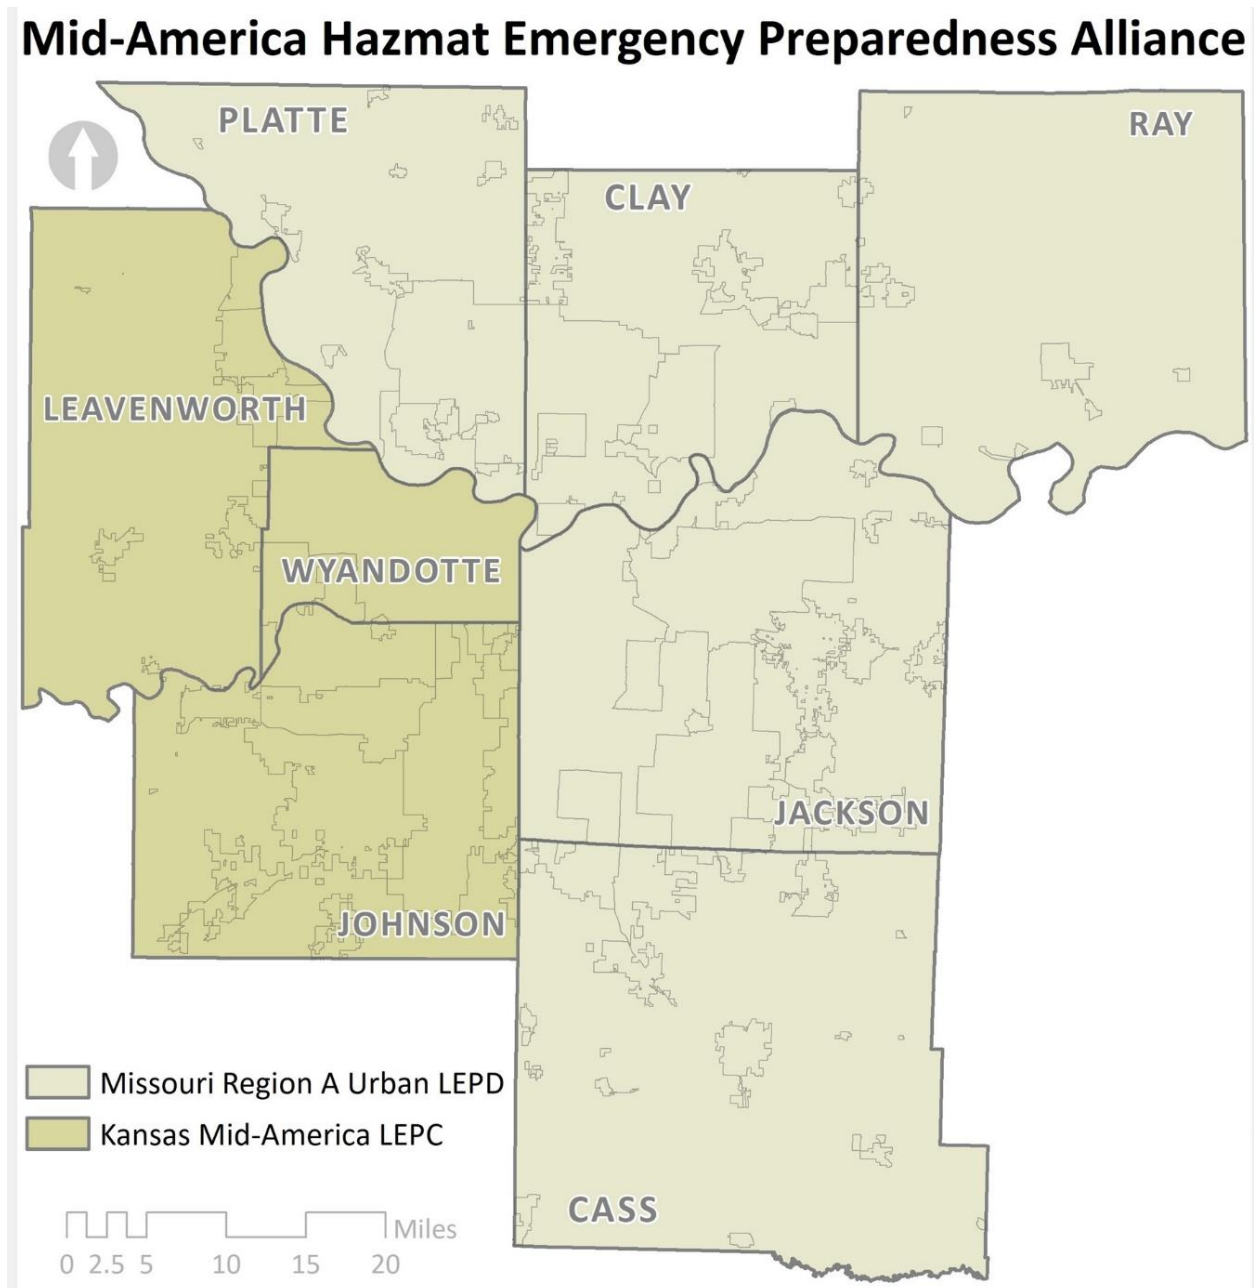 Mid-America Hazmat Emergency Preparedness Alliance
PLATTE
RAY
CLAY
LEAVENWORTH
WYANDOTTE
JACKSON
JOHNSON
Missouri Region A Urban LEPD
Kansas Mid-America LEPC
CASS
Miles
0 2.5 5 10 15 20